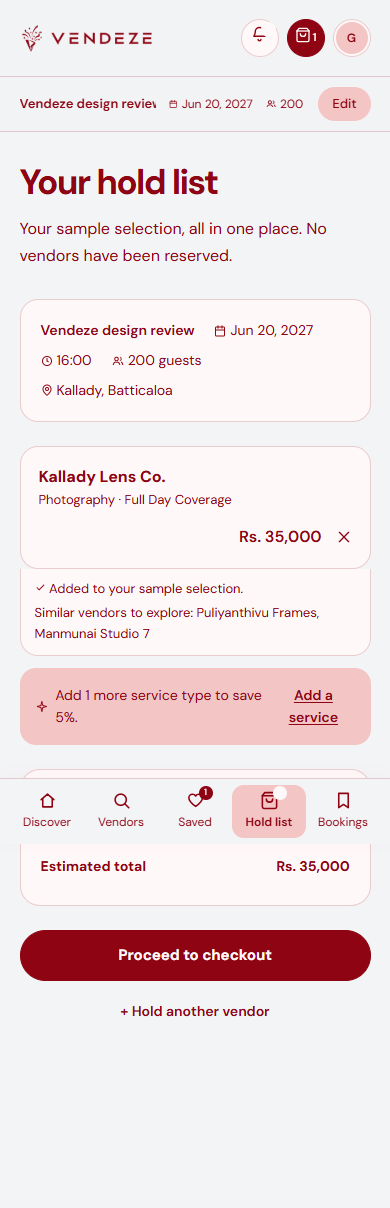 VENDEZE
1
G
Vendeze design review
Jun 20, 2027
200
Edit
Your hold list
Your sample selection, all in one place. No
vendors have been reserved.
Vendeze design review
Jun 20, 2027
16:00
200 guests
Kallady, Batticaloa
Kallady Lens Co.
Photography · Full Day Coverage
Rs. 35,000
Added to your sample selection.
Similar vendors to explore: Puliyanthivu Frames,
Manmunai Studio 7
Add 1 more service type to save
5%.
Add a
service
1
Discover
Vendors
Saved
Hold list
Bookings
Estimated total
Rs. 35,000
Proceed to checkout
+ Hold another vendor